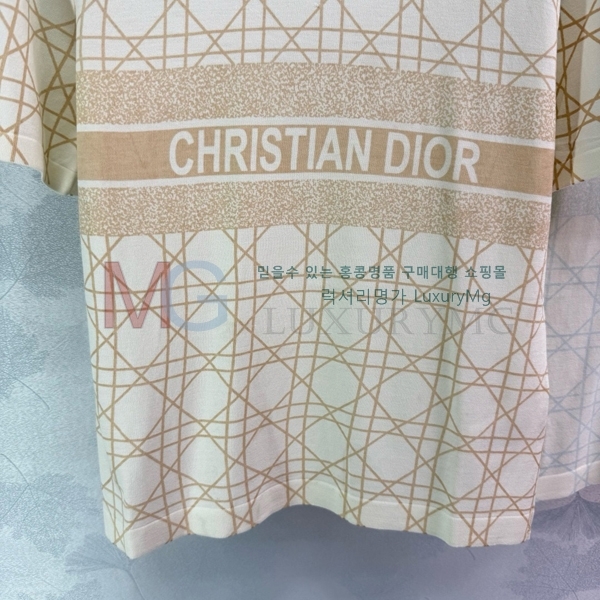 CHRISTIAN DIOR
MG
믿을수 있는 홍콩명품 구매대행 쇼핑몰
럭셔리명가 LuxuryMg
LUXURYMG